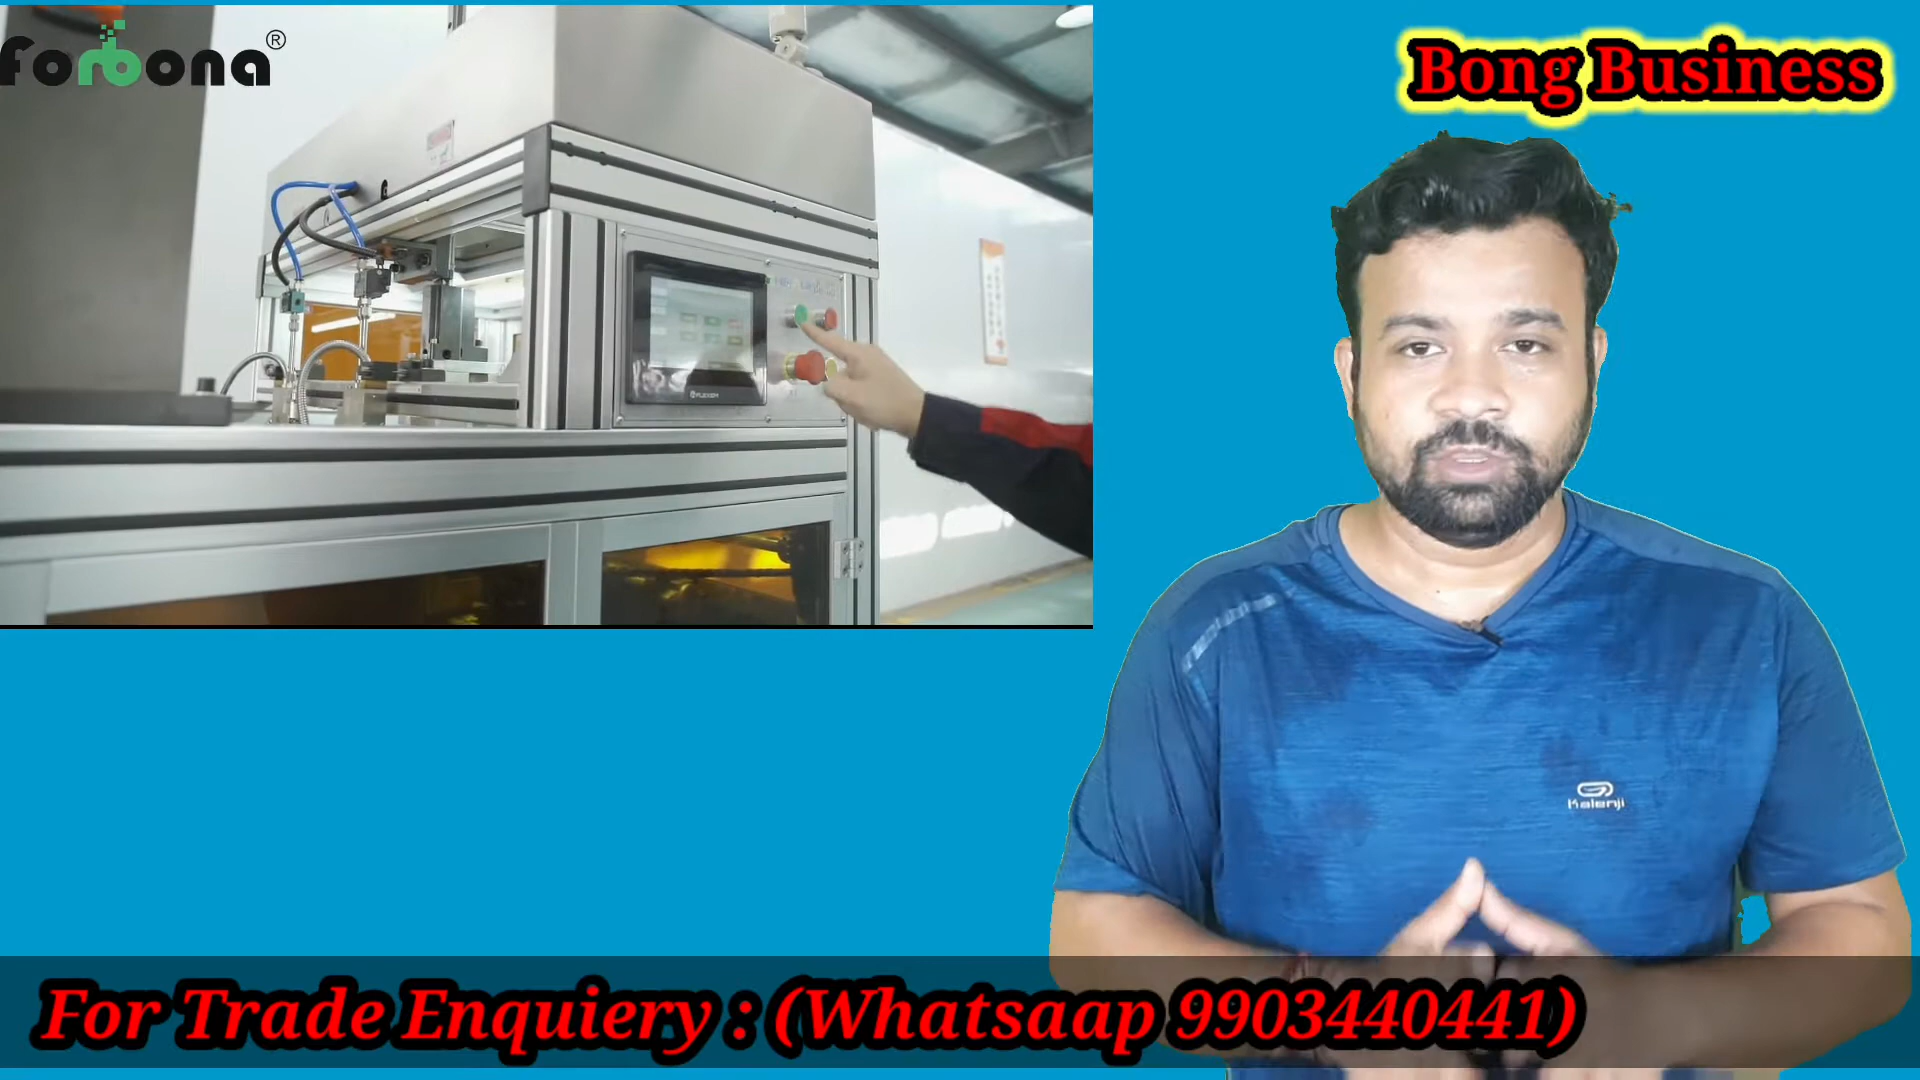 Forbona®
Bong Business
Kalenji
For Trade Enquiery : (Whatsaap 9903440441)